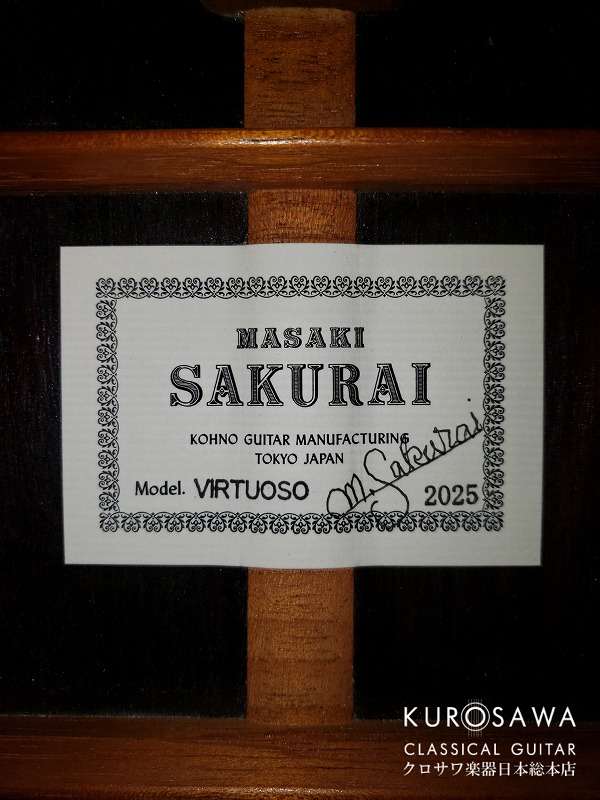 MASAKI
SAKURAI
KOHNO GUITAR MANUFACTURING
TOKYO JAPAN
Model. VIRTUOSO
M. Sakurai
2025
KUROSAWA
CLASSICAL GUITAR
クロサワ楽器日本総本店